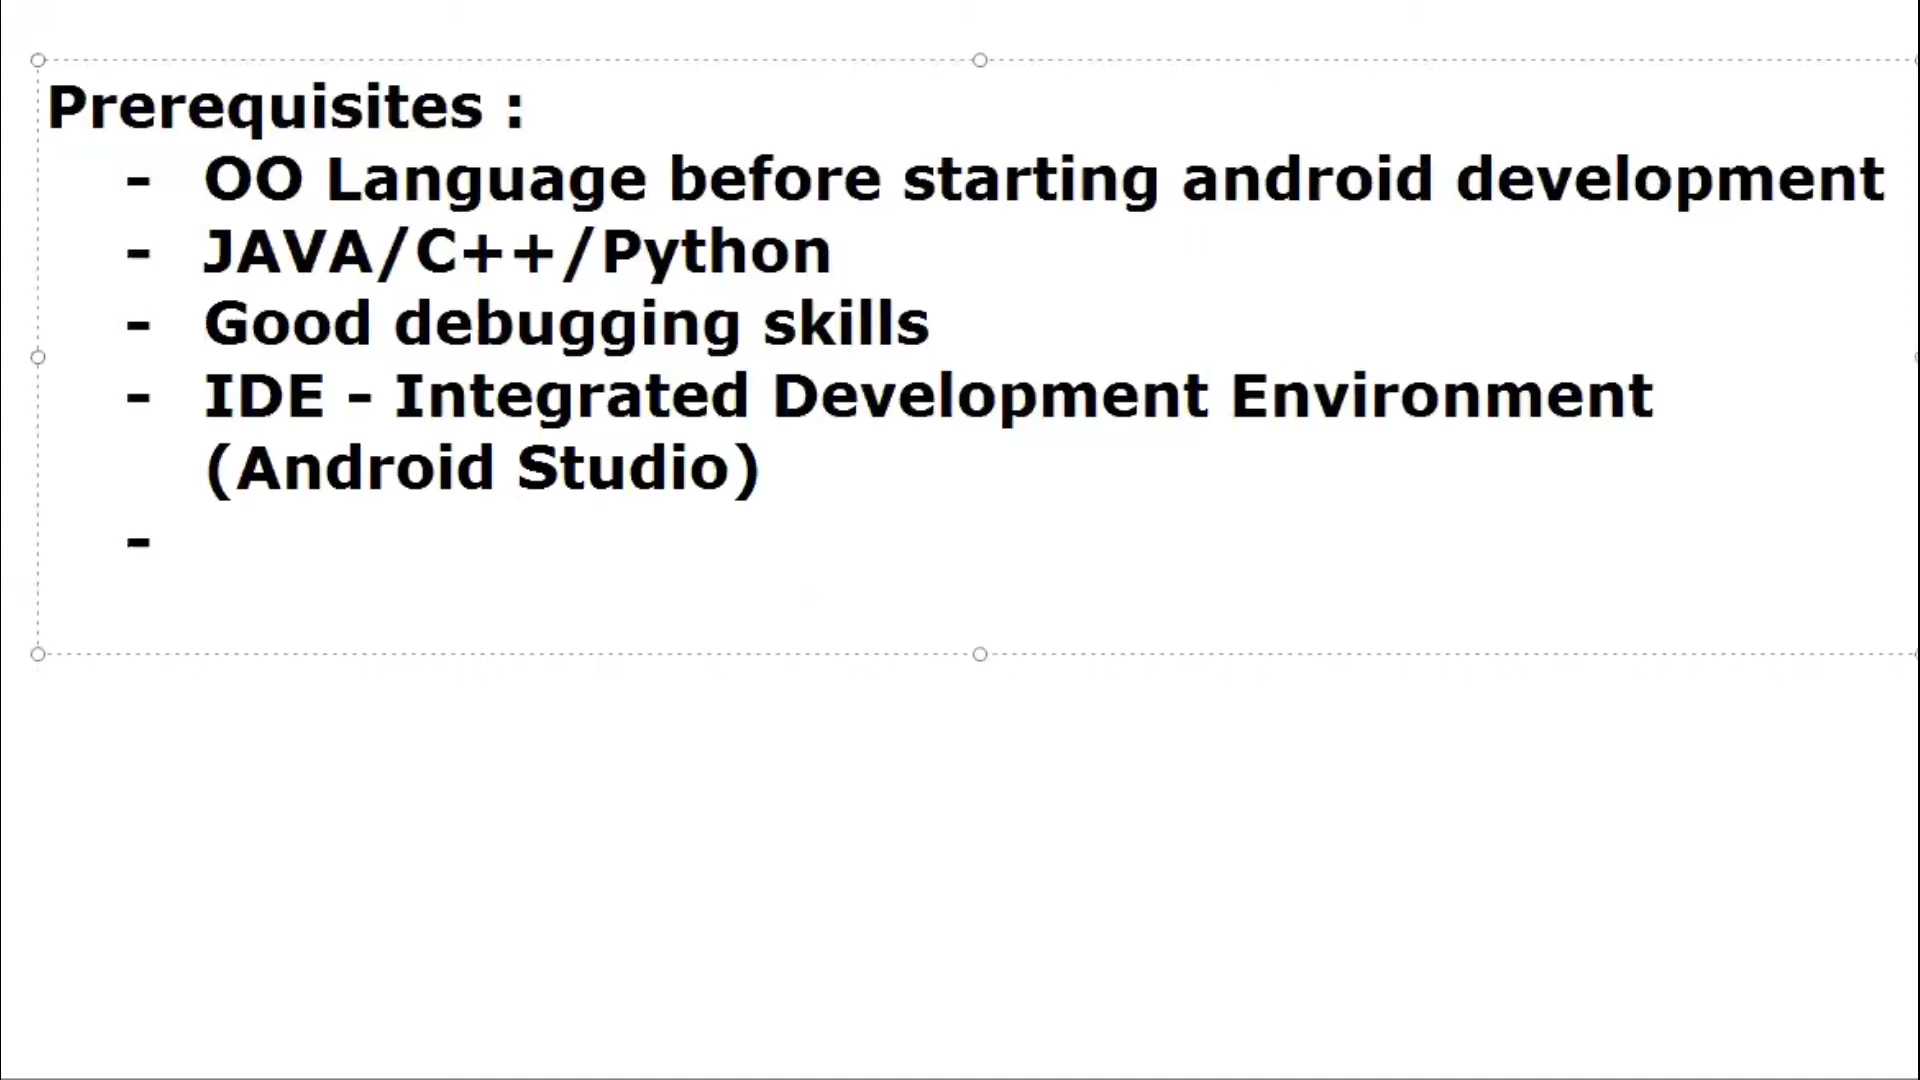 Prerequisites :
- OO Language before starting android development
- JAVA/C++/Python
- Good debugging skills
- IDE - Integrated Development Environment
(Android Studio)
-